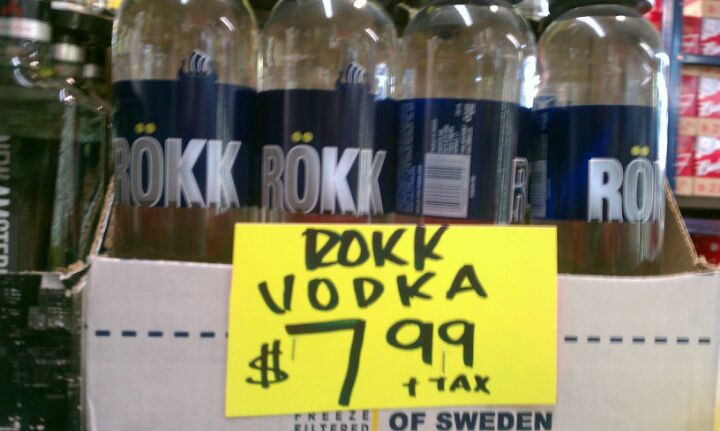 RÖKK
RÖKK
RÖ
ROKK
VODKA
$7.99
+ TAX
FREEZE
FILTERED
OF SWEDEN